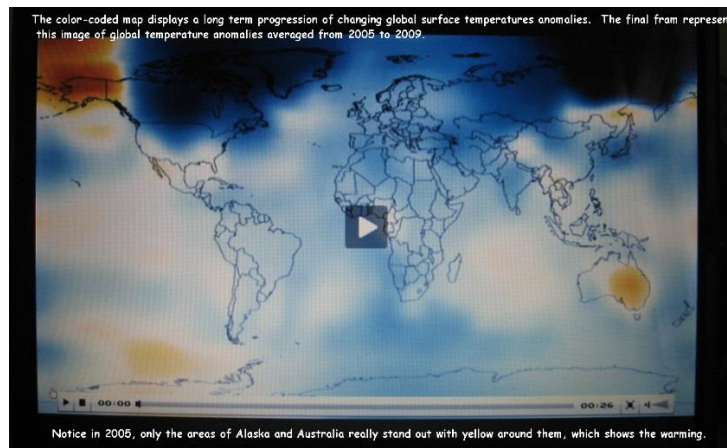 The color-coded map displays a long term progression of changing global surface temperatures anomalies. The final fram represen
this image of global temperature anomalies averaged from 2005 to 2009.
00:00
00:26
Notice in 2005, only the areas of Alaska and Australia really stand out with yellow around them, which shows the warming.